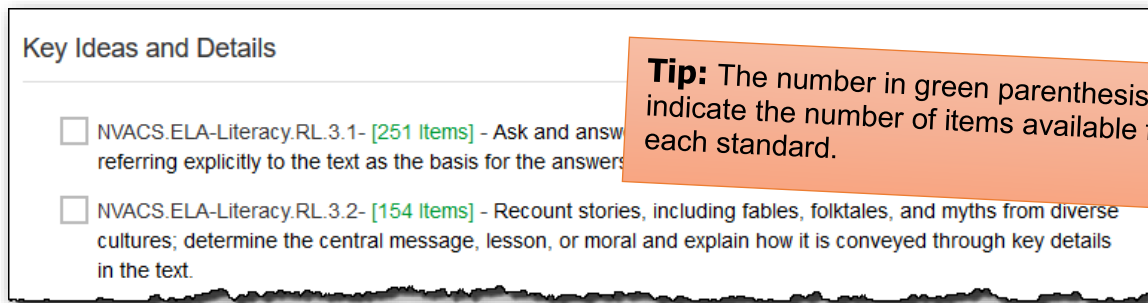 Key Ideas and Details
Tip: The number in green parenthesis
indicate the number of items available
each standard.
NVACS.ELA-Literacy.RL.3.1- [251 Items] - Ask and answ
referring explicitly to the text as the basis for the answers
NVACS.ELA-Literacy.RL.3.2- [154 Items] - Recount stories, including fables, folktales, and myths from diverse
cultures; determine the central message, lesson, or moral and explain how it is conveyed through key details
in the text.